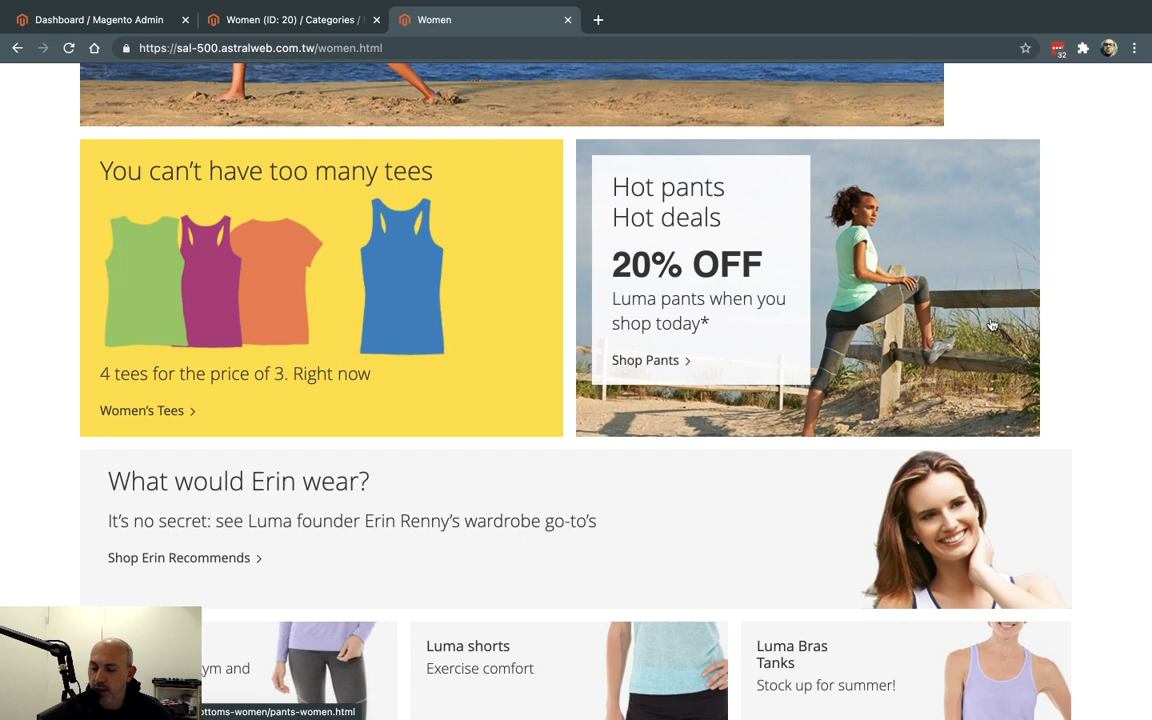 Dashboard / Magento Admin
Women (ID: 20) / Categories /
Women
https://sal-500.astralweb.com.tw/women.html
32
You can't have too many tees
4 tees for the price of 3. Right now
Women's Tees >
Hot pants
Hot deals
20% OFF
Luma pants when you
shop today*
Shop Pants >
What would Erin wear?
It's no secret: see Luma founder Erin Renny's wardrobe go-to's
Shop Erin Recommends >
ym and
Luma shorts
Exercise comfort
Luma Bras
Tanks
Stock up for summer!
ottoms-women/pants-women.html